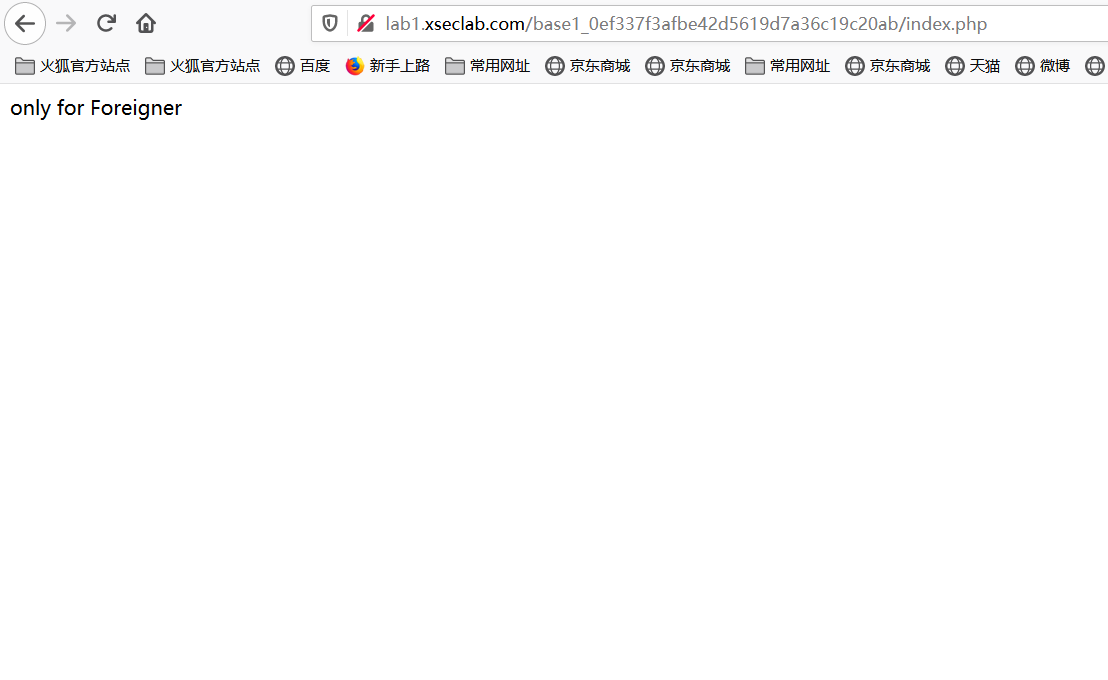 lab1.xseclab.com/base1_0ef337f3afbe42d5619d7a36c19c20ab/index.php
火狐官方站点 火狐官方站点 百度 新手上路 常用网址 京东商城 京东商城 常用网址 京东商城 天猫 微博
only for Foreigner